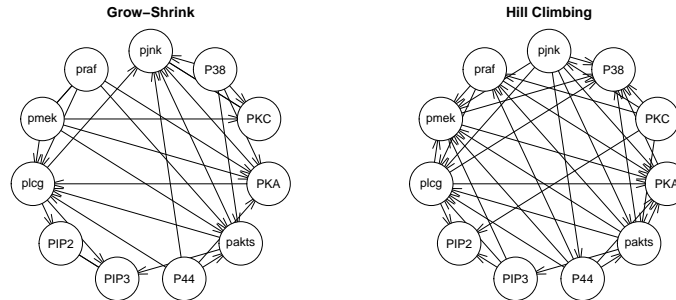 Grow−Shrink
pjnk
praf
P38
pmek
PKC
plcg
PKA
PIP2
pakts
PIP3
P44
Hill Climbing
pjnk
praf
P38
pmek
PKC
plcg
PKA
PIP2
pakts
PIP3
P44